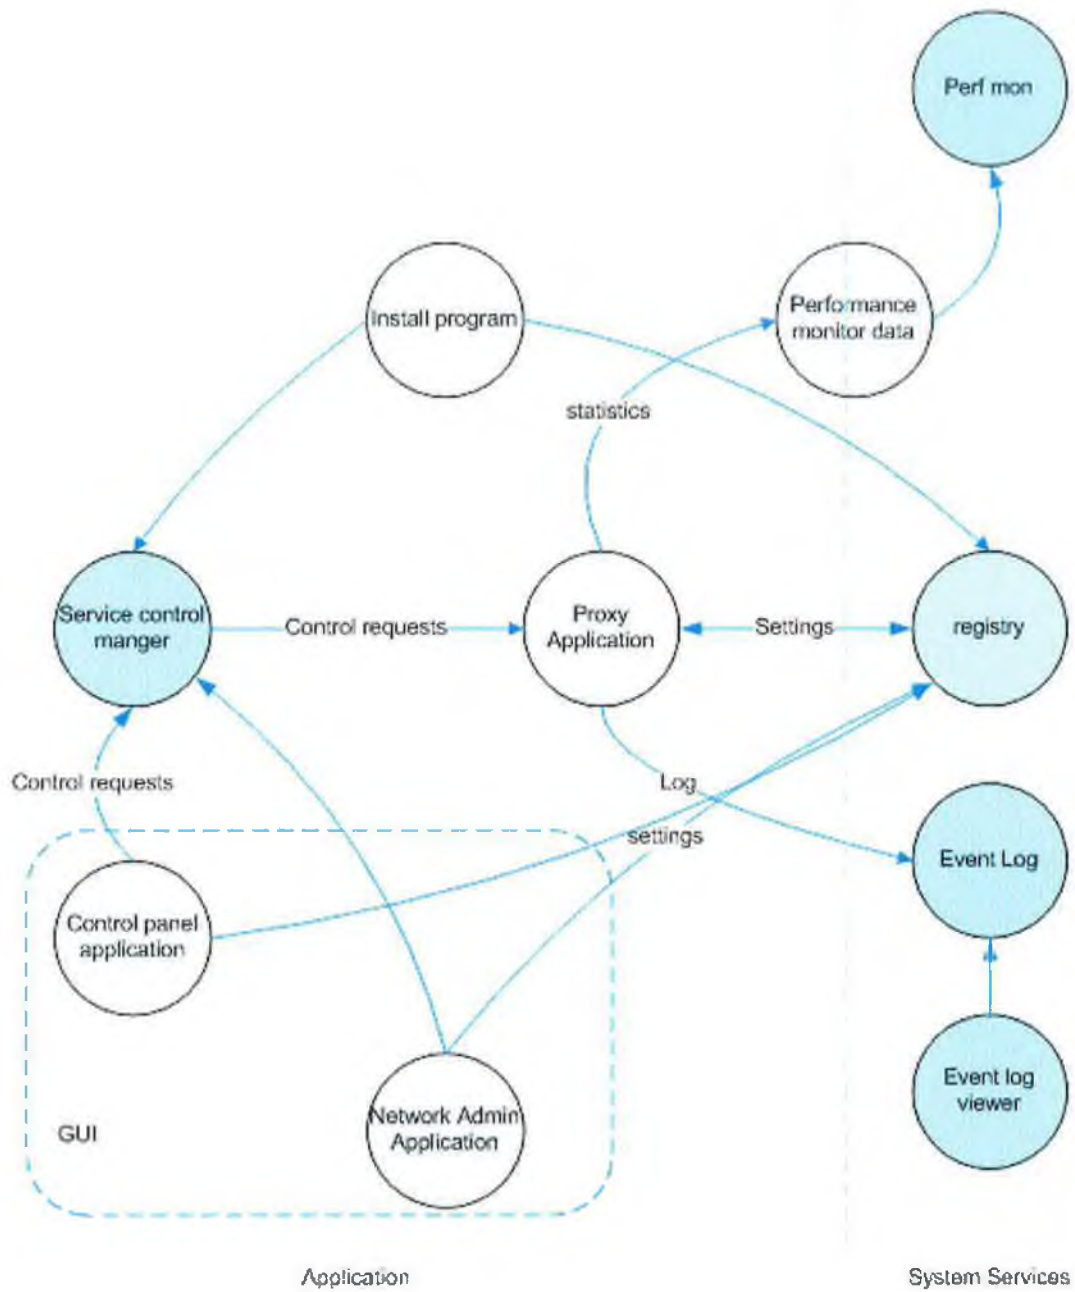 Perf mon
Install program
Performance
monitor data
statistics
Service control
manger
Control requests
Proxy
Application
Settings
registry
Control requests
Log
settings
Event Log
Control panel
application
Event log
viewer
Network Admin
Application
GUI
Application
System Services